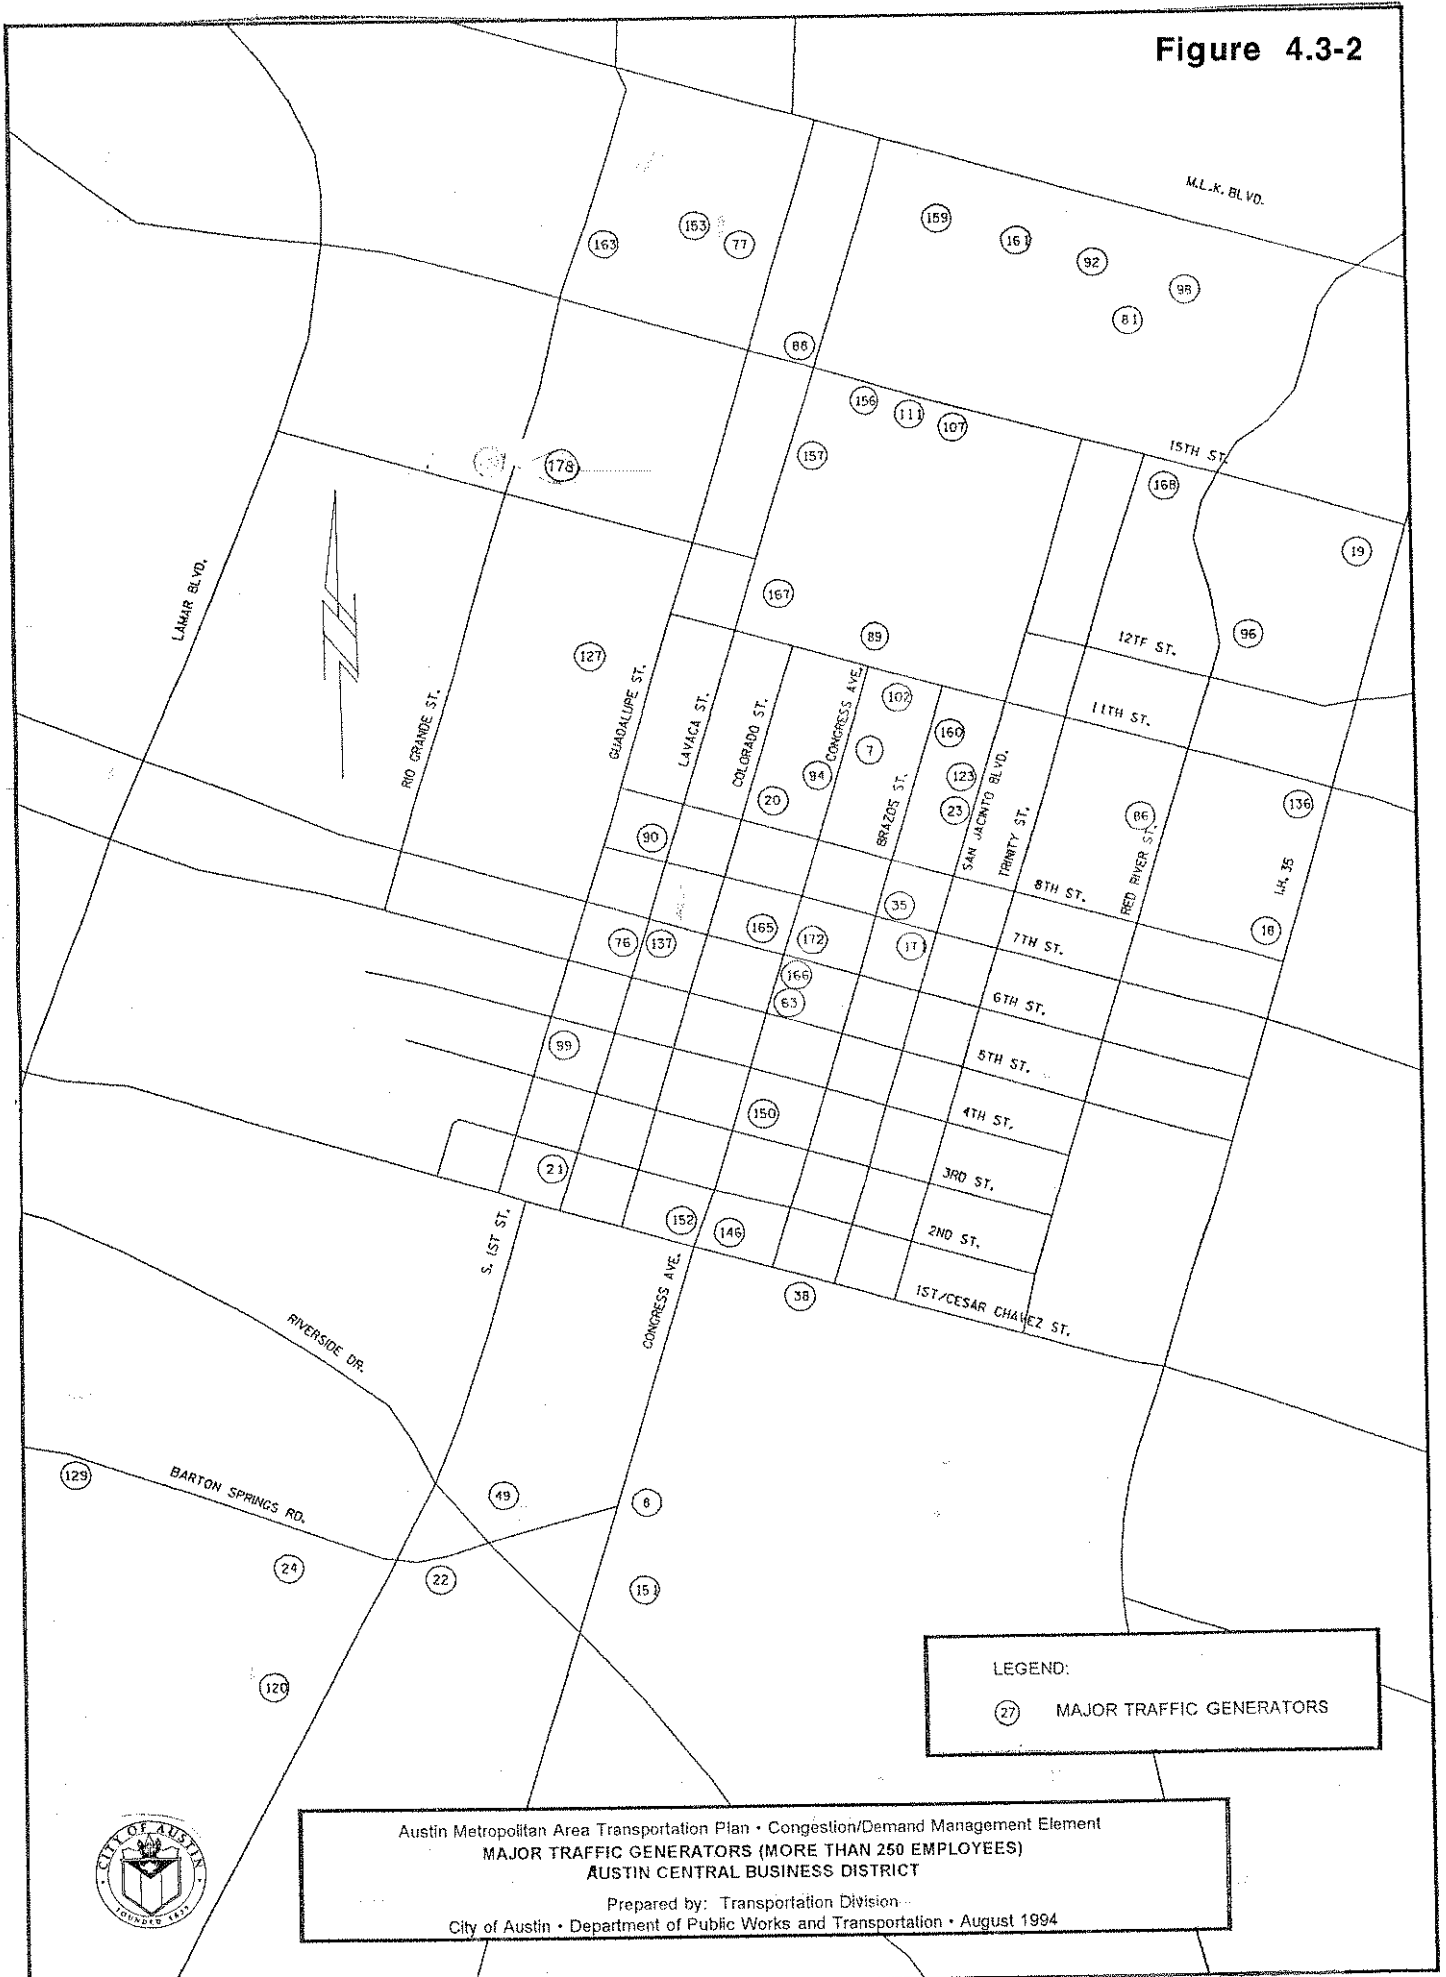 Figure 4.3-2
M.L.K. BLVD.
159
153
163
77
161
92
98
81
88
156
111
107
157
15TH ST.
178
168
19
LAMAR BLVD.
167
89
96
12TF ST.
127
GUADALUPE ST.
LAVACA ST.
COLORADO ST.
CONGRESS AVE.
102
11TH ST.
RIO GRANDE ST.
7
160
94
123
20
23
BRAZOS ST.
SAN JACINTO BLVD.
TRINITY ST.
136
86
RED RIVER ST.
I.H. 35
90
8TH ST.
35
165
172
171
18
76
137
7TH ST.
166
63
6TH ST.
99
5TH ST.
150
4TH ST.
21
3RD ST.
152
146
2ND ST.
S. 1ST ST.
CONGRESS AVE.
38
1ST/CESAR CHAVEZ ST.
RIVERSIDE DR.
129
BARTON SPRINGS RD.
49
6
24
22
151
120
LEGEND:
27 MAJOR TRAFFIC GENERATORS
CITY OF AUSTIN
FOUNDED 1839
Austin Metropolitan Area Transportation Plan • Congestion/Demand Management Element
MAJOR TRAFFIC GENERATORS (MORE THAN 250 EMPLOYEES)
AUSTIN CENTRAL BUSINESS DISTRICT
Prepared by: Transportation Division
City of Austin • Department of Public Works and Transportation • August 1994